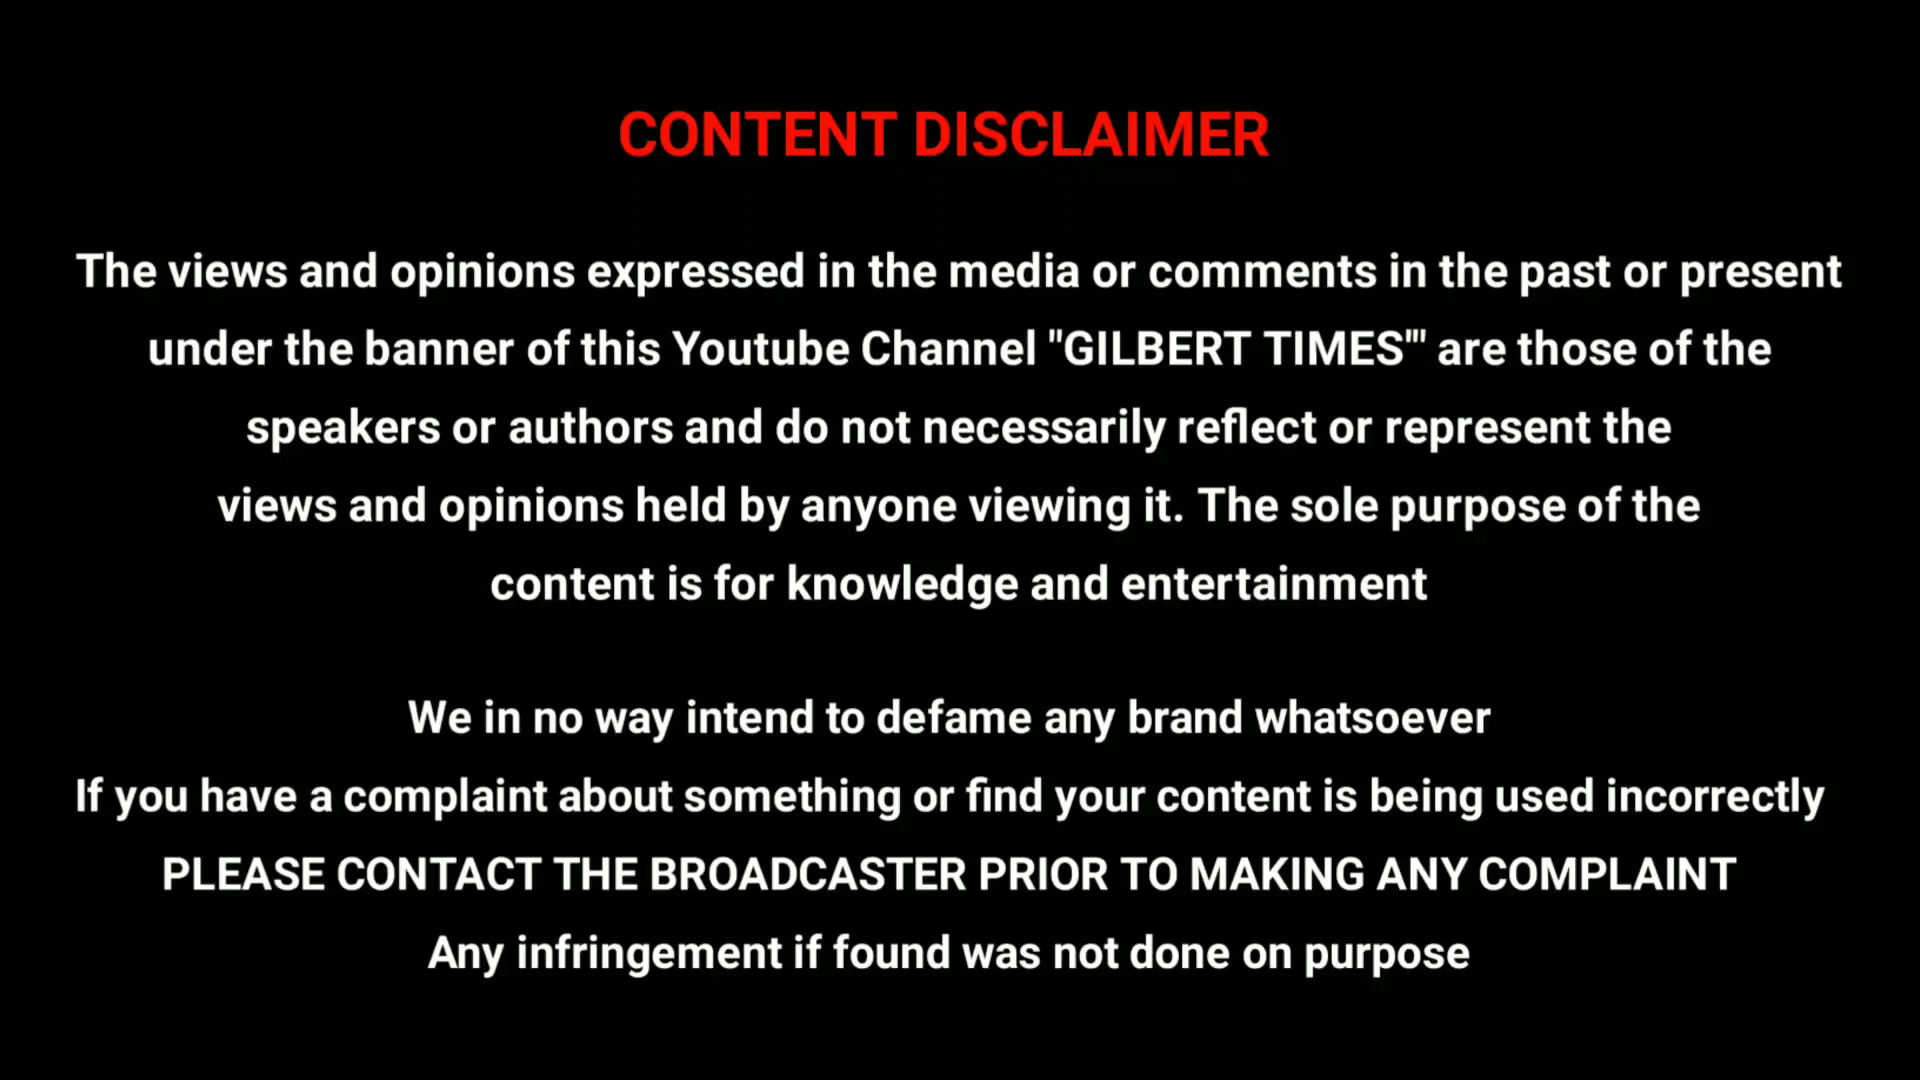 CONTENT DISCLAIMER
The views and opinions expressed in the media or comments in the past or present
under the banner of this Youtube Channel "GILBERT TIMES"' are those of the
speakers or authors and do not necessarily reflect or represent the
views and opinions held by anyone viewing it. The sole purpose of the
content is for knowledge and entertainment
We in no way intend to defame any brand whatsoever
If you have a complaint about something or find your content is being used incorrectly
PLEASE CONTACT THE BROADCASTER PRIOR TO MAKING ANY COMPLAINT
Any infringement if found was not done on purpose